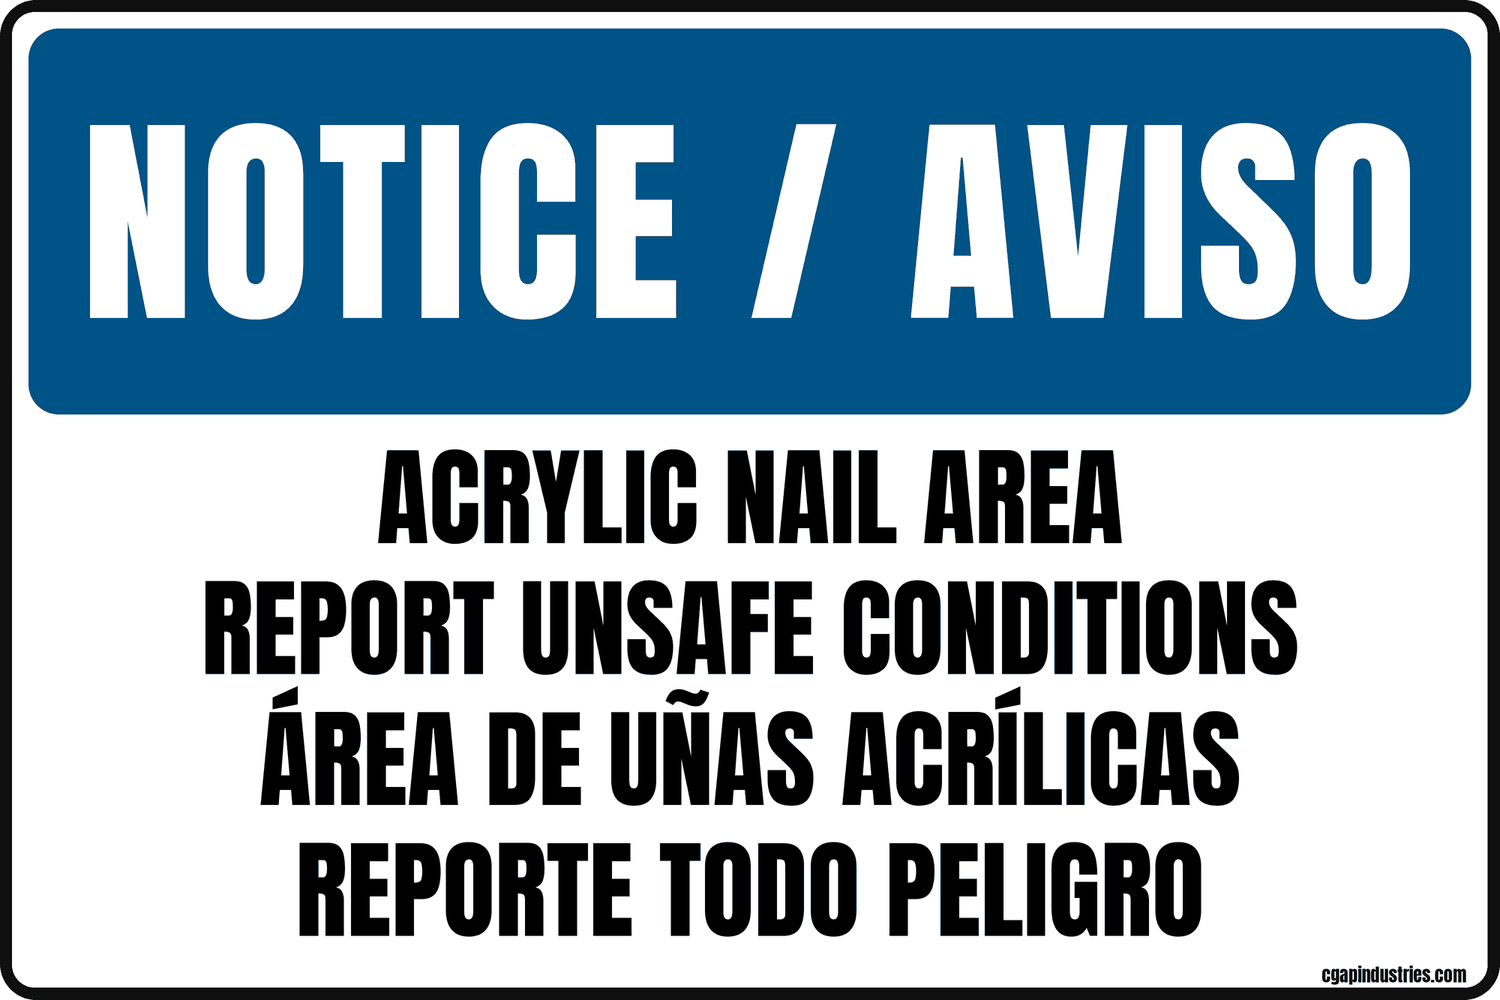 NOTICE / AVISO
ACRYLIC NAIL AREA
REPORT UNSAFE CONDITIONS
ÁREA DE UÑAS ACRÍLICAS
REPORTE TODO PELIGRO
cgapindustries.com